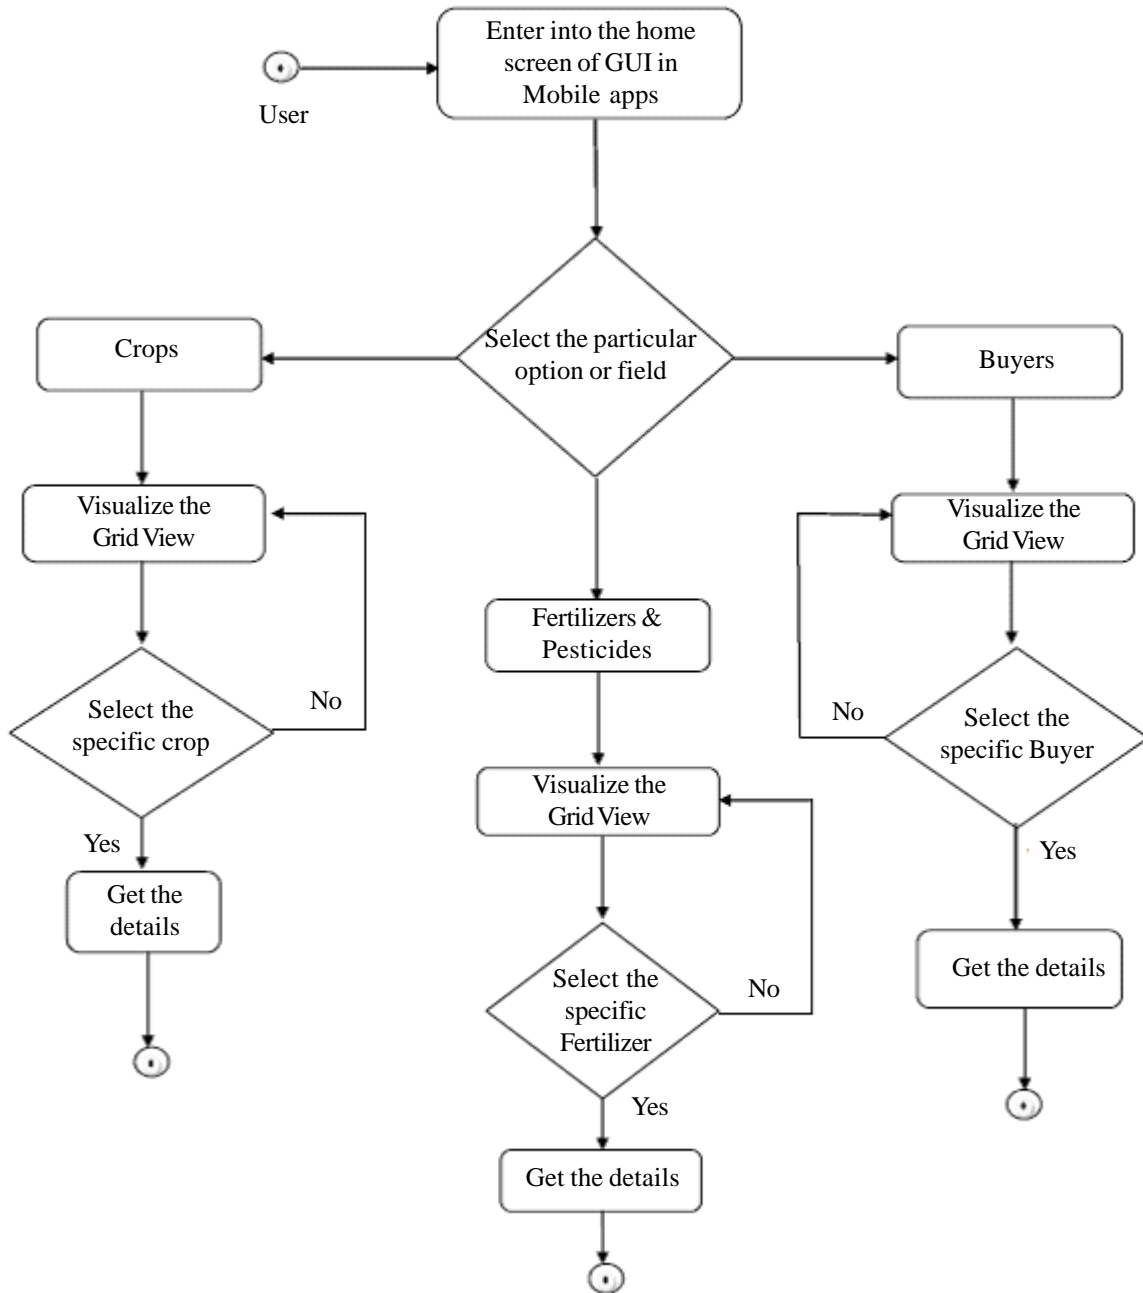 Enter into the home
screen of GUI in
Mobile apps
User
Select the particular
option or field
Crops
Buyers
Visualize the
Grid View
Visualize the
Grid View
Fertilizers &
Pesticides
Select the
specific crop
No
No
Select the
specific Buyer
Visualize the
Grid View
Yes
Yes
Get the
details
Get the details
Select the
specific
Fertilizer
No
Yes
Get the details